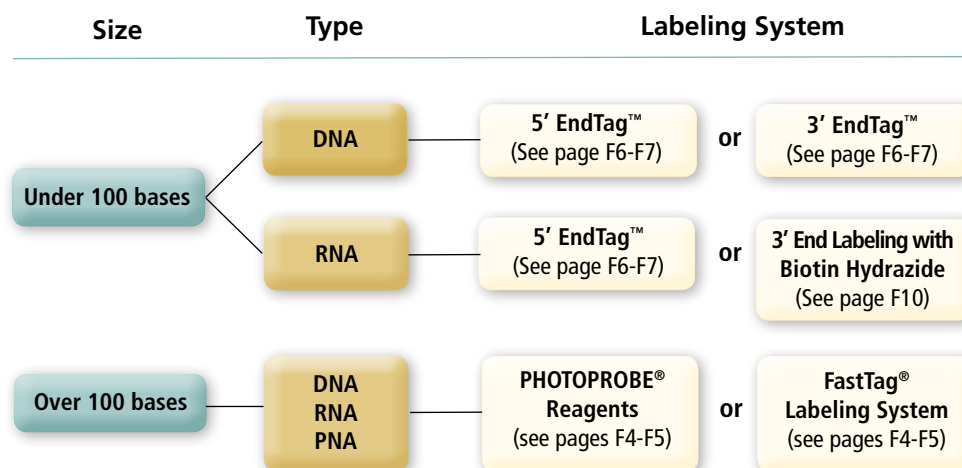 Size Type Labeling System
DNA
5’ EndTag™
(See page F6-F7)
or
3’ EndTag™
(See page F6-F7)
Under 100 bases
RNA
5’ EndTag™
(See page F6-F7)
or
3’ End Labeling with
Biotin Hydrazide
(See page F10)
Over 100 bases
DNA
RNA
PNA
PHOTOPROBE®
Reagents
(see pages F4-F5)
or
FastTag®
Labeling System
(see pages F4-F5)